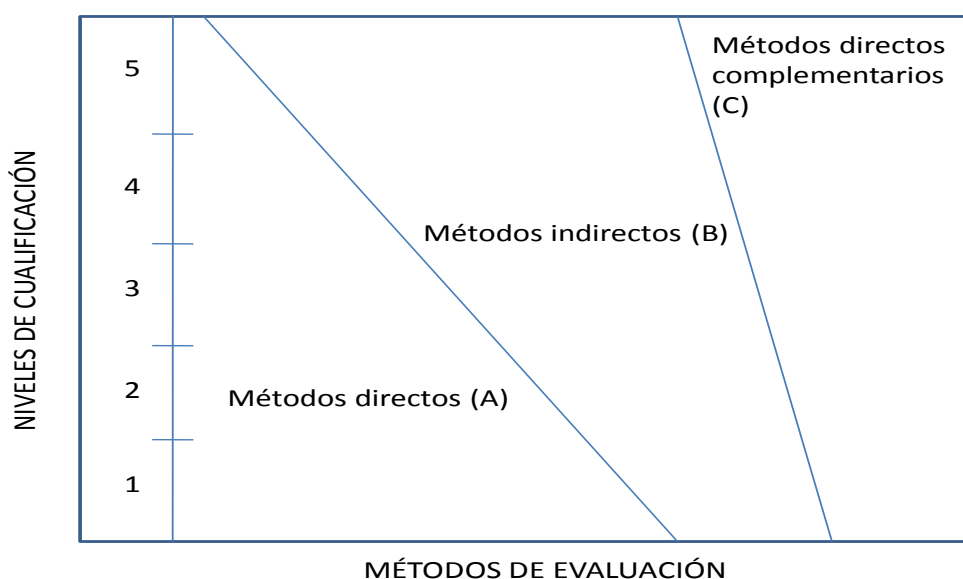 NIVELES DE CUALIFICACIÓN
5
4
3
2
1
Métodos directos
complementarios
(C)
Métodos indirectos (B)
Métodos directos (A)
MÉTODOS DE EVALUACIÓN